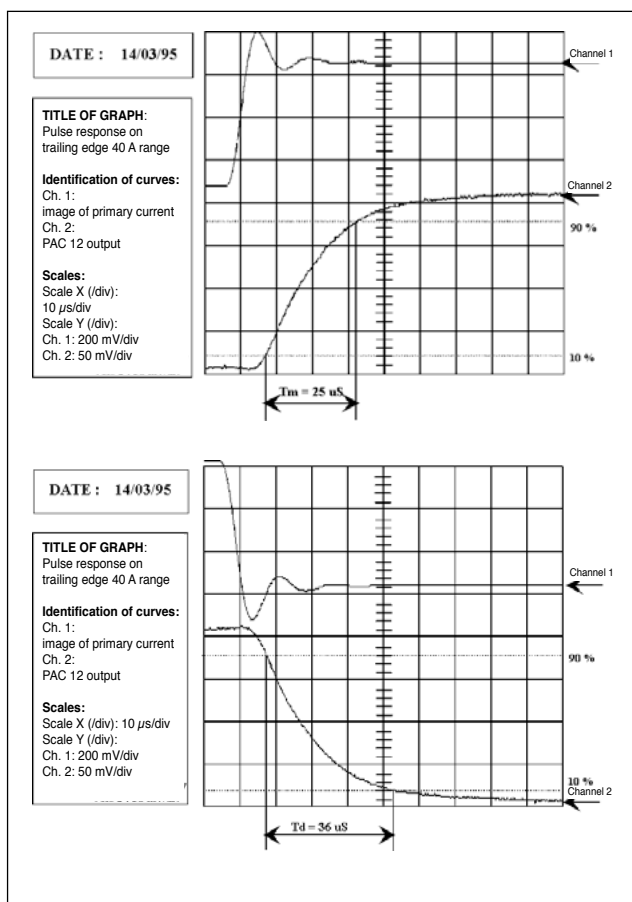 DATE : 14/03/95
TITLE OF GRAPH:
Pulse response on
trailing edge 40 A range
Identification of curves:
Ch. 1:
image of primary current
Ch. 2:
PAC 12 output
Scales:
Scale X (/div):
10 µs/div
Scale Y (/div):
Ch. 1: 200 mV/div
Ch. 2: 50 mV/div
Channel 1
Channel 2
90 %
10 %
Tm = 25 uS
DATE : 14/03/95
TITLE OF GRAPH:
Pulse response on
trailing edge 40 A range
Identification of curves:
Ch. 1:
image of primary current
Ch. 2:
PAC 12 output
Scales:
Scale X (/div): 10 µs/div
Scale Y (/div):
Ch. 1: 200 mV/div
Ch. 2: 50 mV/div
Channel 1
90 %
10 %
Channel 2
Td = 36 uS